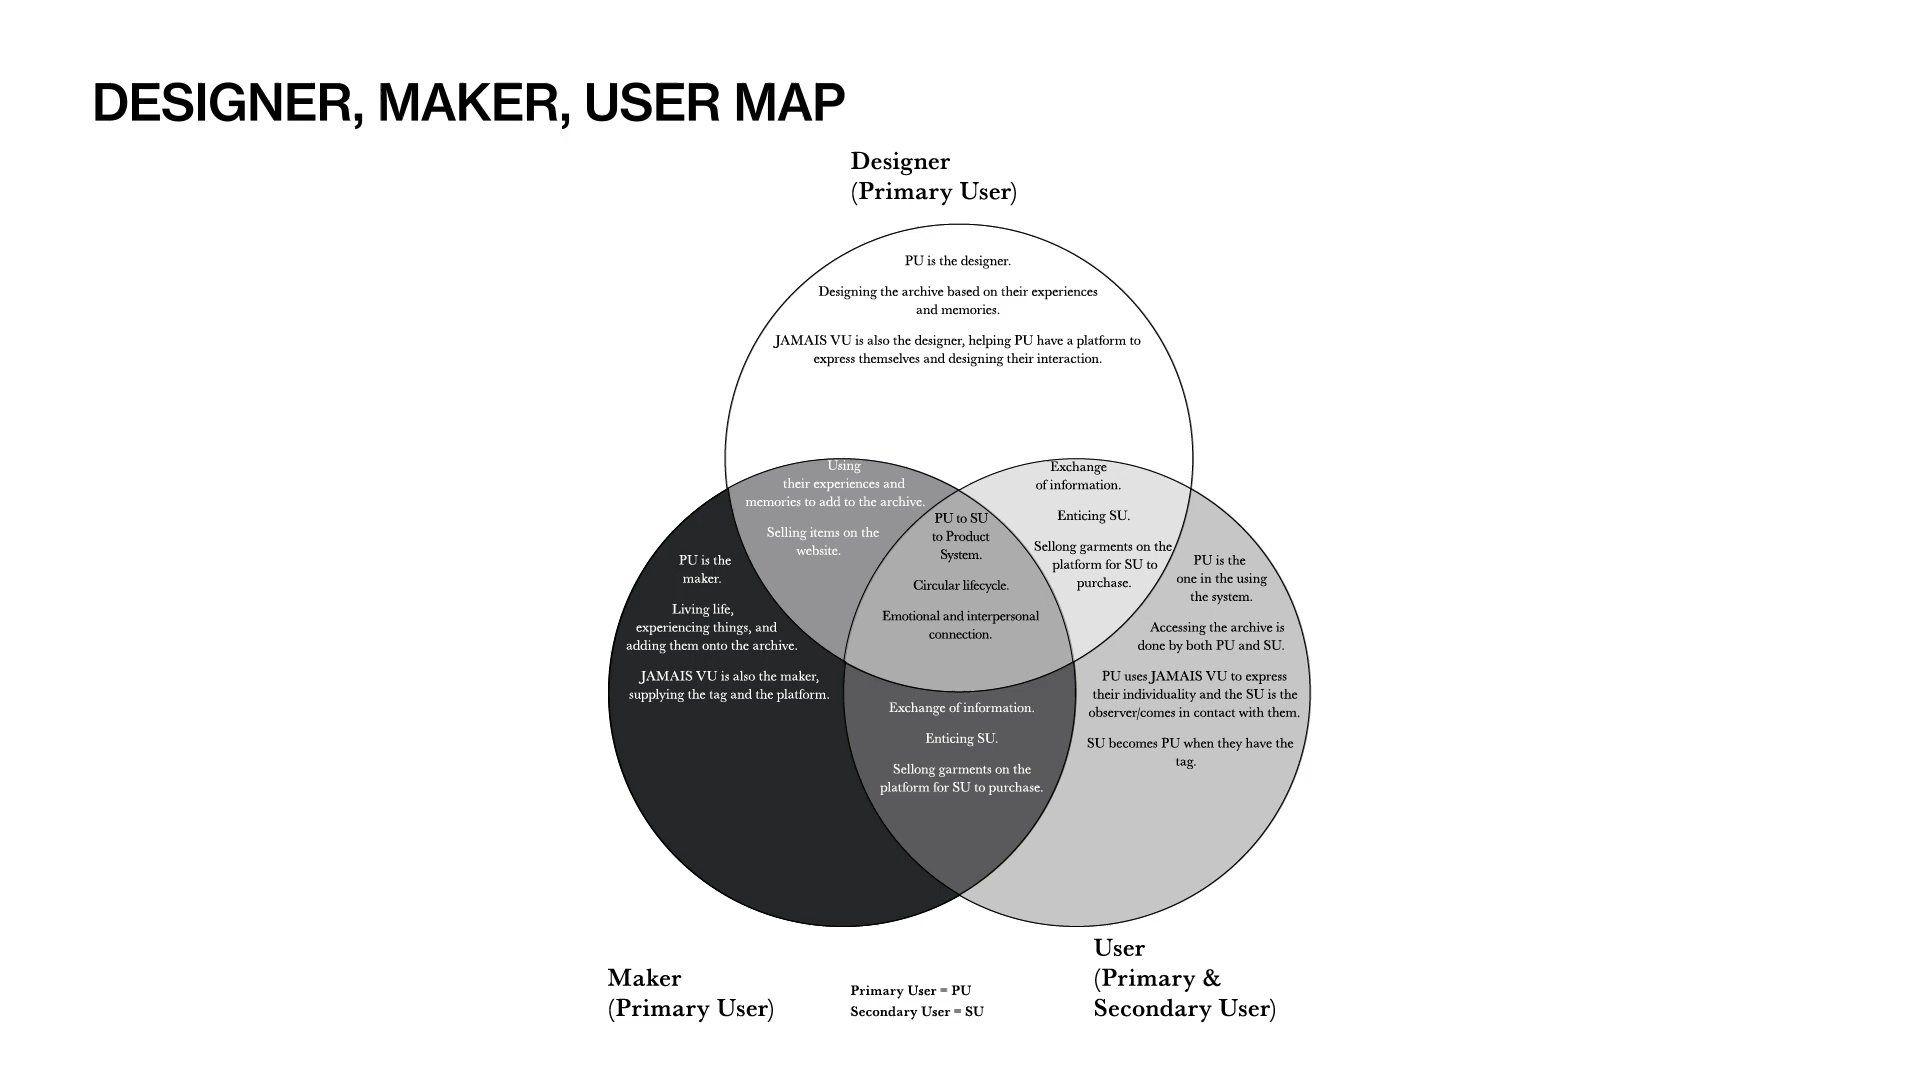 DESIGNER, MAKER, USER MAP
Designer
(Primary User)
PU is the designer.
Designing the archive based on their experiences
and memories.
JAMAIS VU is also the designer, helping PU have a platform to
express themselves and designing their interaction.
Using
their experiences and
memories to add to the archive.
Selling items on the
website.
Exchange
of information.
Enticing SU.
Sellong garments on the
platform for SU to
purchase.
PU to SU
to Product
System.
Circular lifecycle.
Emotional and interpersonal
connection.
PU is the
maker.
Living life,
experiencing things, and
adding them onto the archive.
JAMAIS VU is also the maker,
supplying the tag and the platform.
PU is the
one in the using
the system.
Accessing the archive is
done by both PU and SU.
PU uses JAMAIS VU to express
their individuality and the SU is the
observer/comes in contact with them.
SU becomes PU when they have the
tag.
Exchange of information.
Enticing SU.
Sellong garments on the
platform for SU to purchase.
Maker
(Primary User)
Primary User = PU
Secondary User = SU
User
(Primary &
Secondary User)